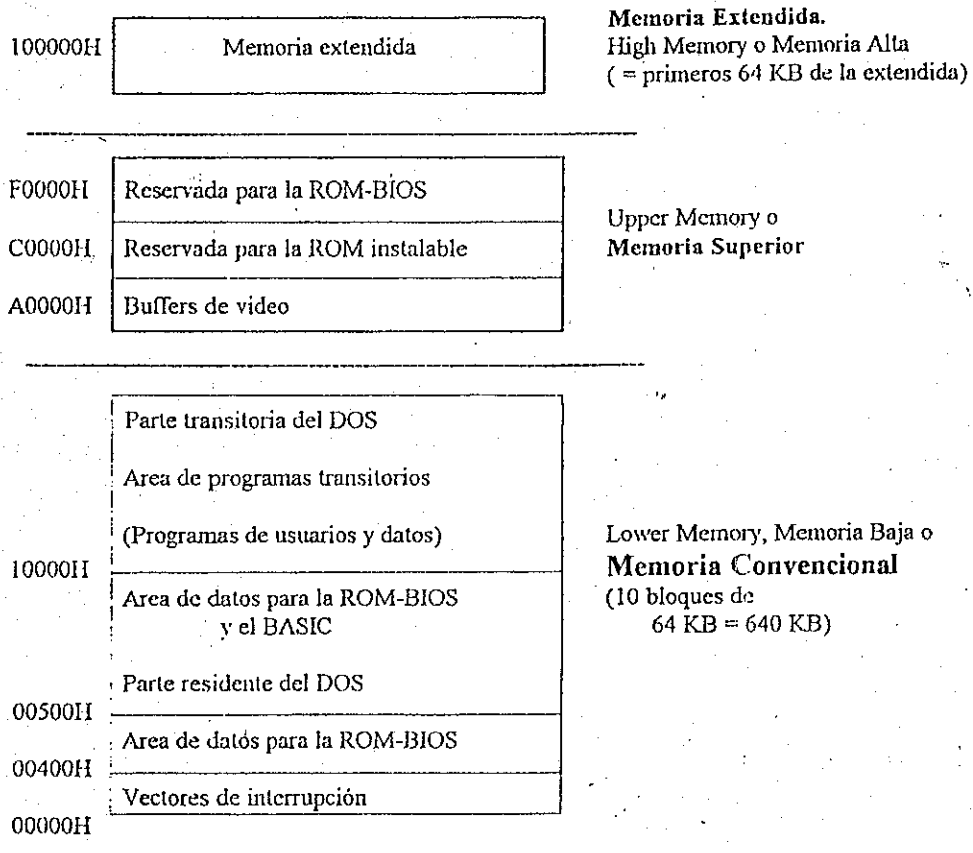 Memoria Extendida.
100000H
Memoria extendida
High Memory o Memoria Alta
( = primeros 64 KB de la extendida)
F0000H
Reservada para la ROM-BIOS
C0000H
Reservada para la ROM instalable
A0000H
Buffers de video
Upper Memory o
Memoria Superior
Parte transitoria del DOS
Area de programas transitorios
(Programas de usuarios y datos)
10000H
Area de datos para la ROM-BIOS
y el BASIC
Parte residente del DOS
00500H
Area de datós para la ROM-BIOS
00400H
Vectores de interrupción
00000H
Lower Memory, Memoria Baja o
Memoria Convencional
(10 bloques de
64 KB = 640 KB)